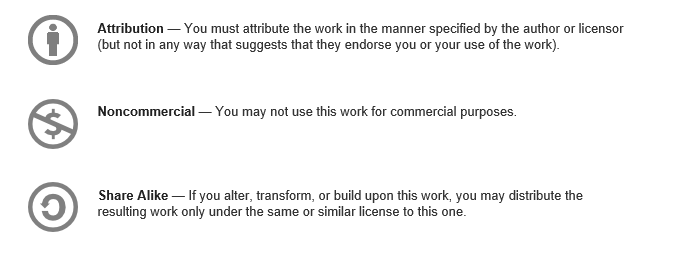 Attribution — You must attribute the work in the manner specified by the author or licensor
(but not in any way that suggests that they endorse you or your use of the work).
Noncommercial — You may not use this work for commercial purposes.
Share Alike — If you alter, transform, or build upon this work, you may distribute the
resulting work only under the same or similar license to this one.